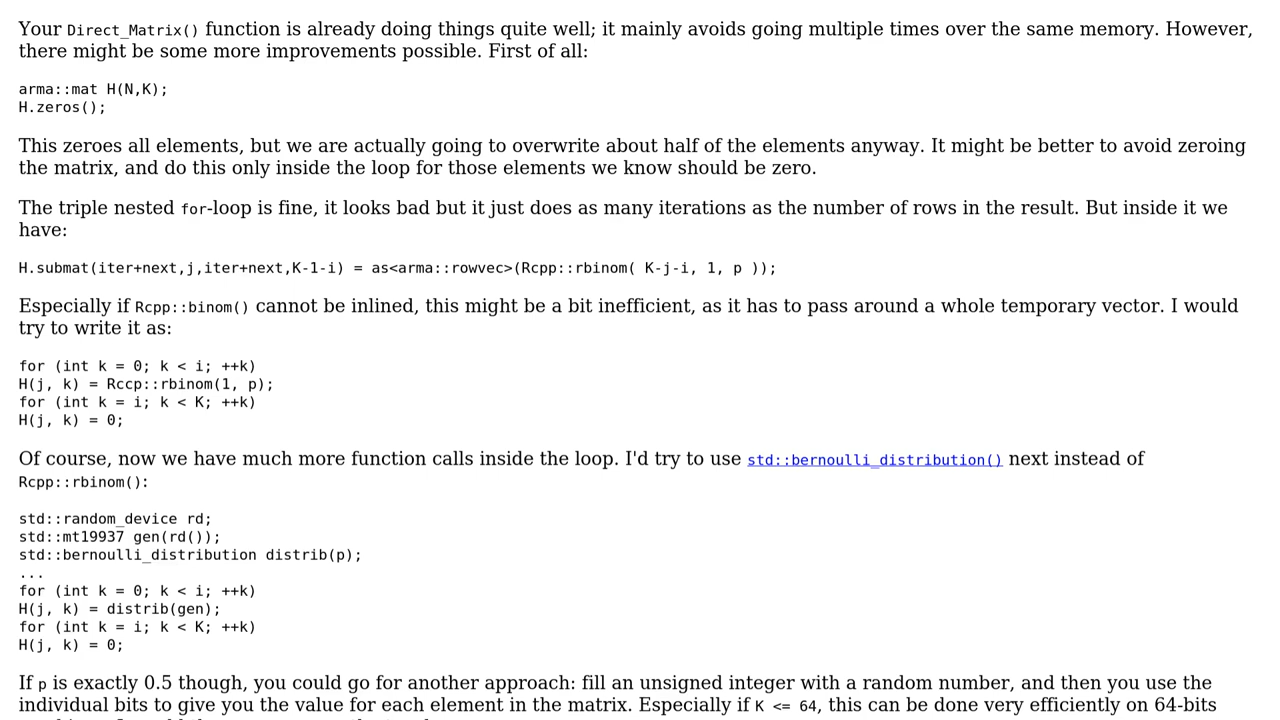 Your Direct_Matrix() function is already doing things quite well; it mainly avoids going multiple times over the same memory. However,
there might be some more improvements possible. First of all:
arma::mat H(N,K);
H.zeros();
This zeroes all elements, but we are actually going to overwrite about half of the elements anyway. It might be better to avoid zeroing
the matrix, and do this only inside the loop for those elements we know should be zero.
The triple nested for-loop is fine, it looks bad but it just does as many iterations as the number of rows in the result. But inside it we
have:
H.submat(iter+next,j,iter+next,K-1-i) = as<arma::rowvec>(Rcpp::rbinom( K-j-i, 1, p ));
Especially if Rcpp::binom() cannot be inlined, this might be a bit inefficient, as it has to pass around a whole temporary vector. I would
try to write it as:
for (int k = 0; k < i; ++k)
H(j, k) = Rccp::rbinom(1, p);
for (int k = i; k < K; ++k)
H(j, k) = 0;
Of course, now we have much more function calls inside the loop. I'd try to use std::bernoulli_distribution() next instead of
Rcpp::rbinom():
std::random_device rd;
std::mt19937 gen(rd());
std::bernoulli_distribution distrib(p);
...
for (int k = 0; k < i; ++k)
H(j, k) = distrib(gen);
for (int k = i; k < K; ++k)
H(j, k) = 0;
If p is exactly 0.5 though, you could go for another approach: fill an unsigned integer with a random number, and then you use the
individual bits to give you the value for each element in the matrix. Especially if K <= 64, this can be done very efficiently on 64-bits